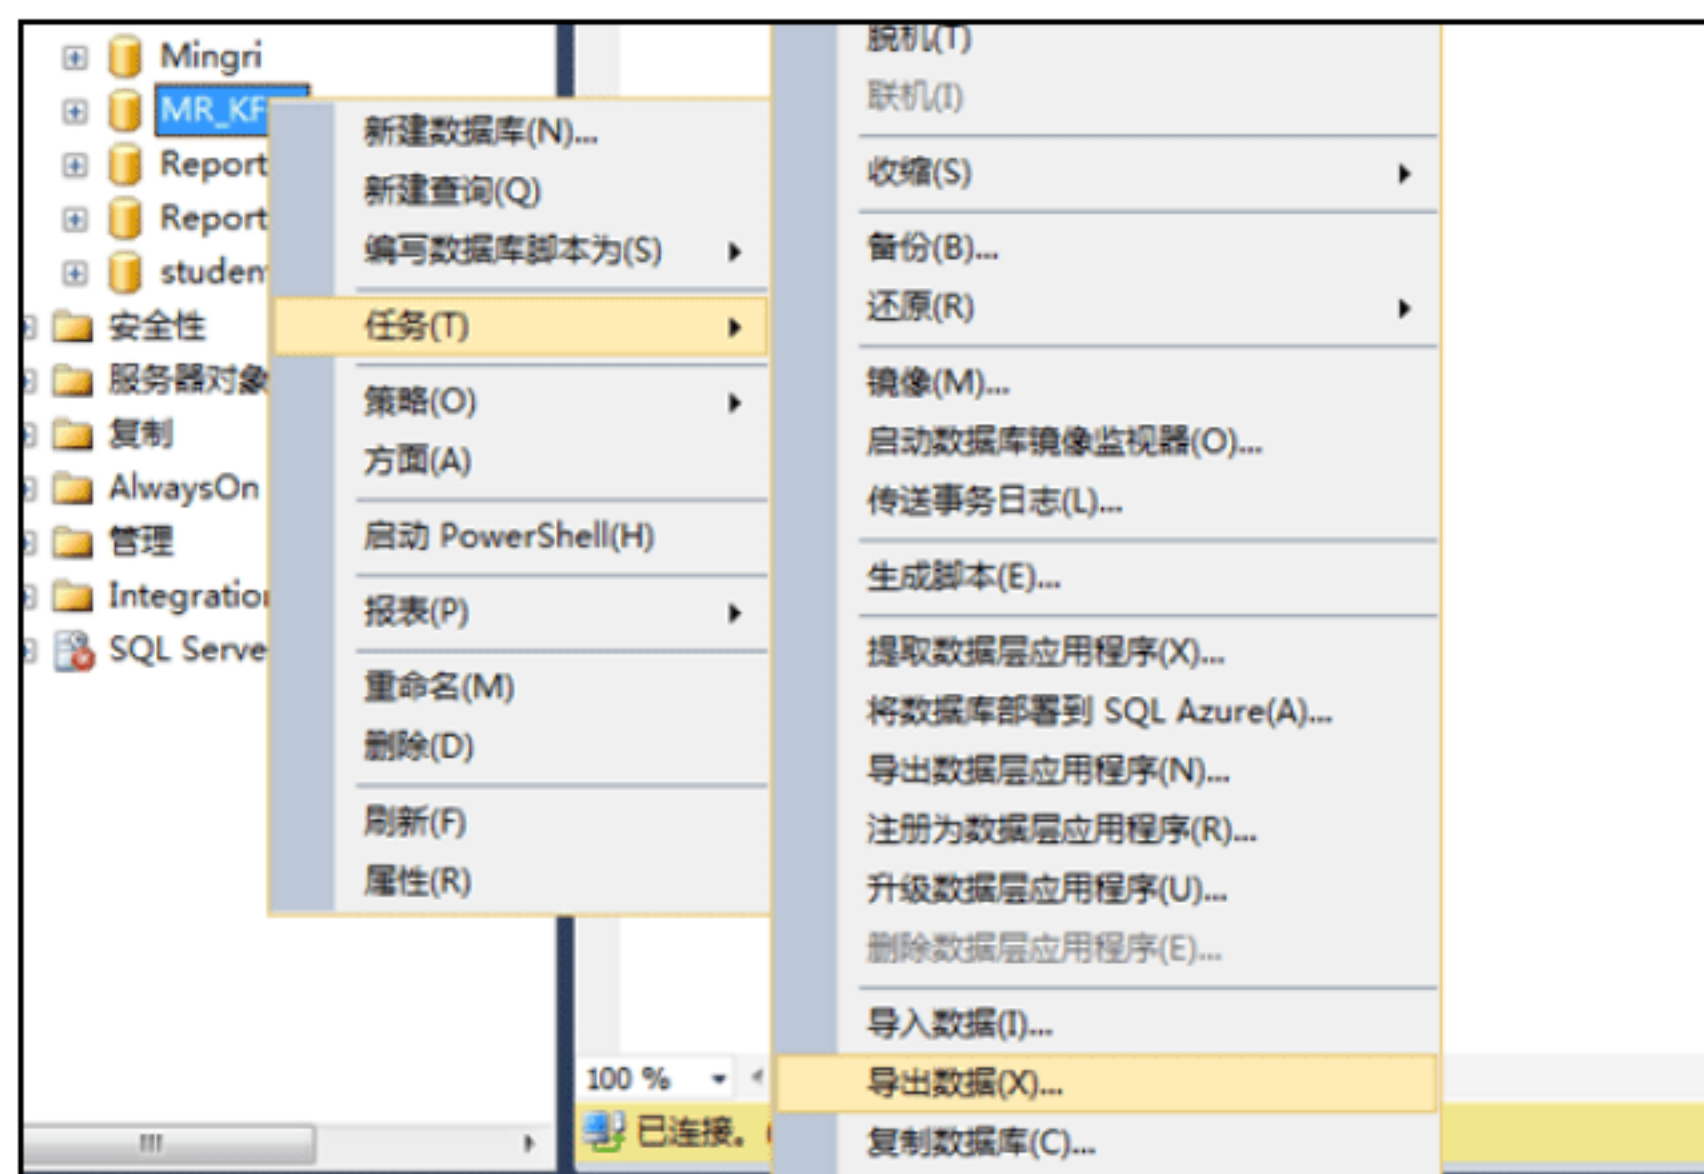 Mingri
MR_KF
Report
Report
studen
安全性
服务器对象
复制
AlwaysOn
管理
Integration
SQL Serve
新建数据库(N)...
新建查询(Q)
编写数据库脚本为(S)
任务(T)
策略(O)
方面(A)
启动 PowerShell(H)
报表(P)
重命名(M)
删除(D)
刷新(F)
属性(R)
脱机(T)
联机(I)
收缩(S)
备份(B)...
还原(R)
镜像(M)...
启动数据库镜像监视器(O)...
传送事务日志(L)...
生成脚本(E)...
提取数据层应用程序(X)...
将数据库部署到 SQL Azure(A)...
导出数据层应用程序(N)...
注册为数据层应用程序(R)...
升级数据层应用程序(U)...
删除数据层应用程序(E)...
导入数据(I)...
导出数据(X)...
复制数据库(C)...
100 %
已连接。